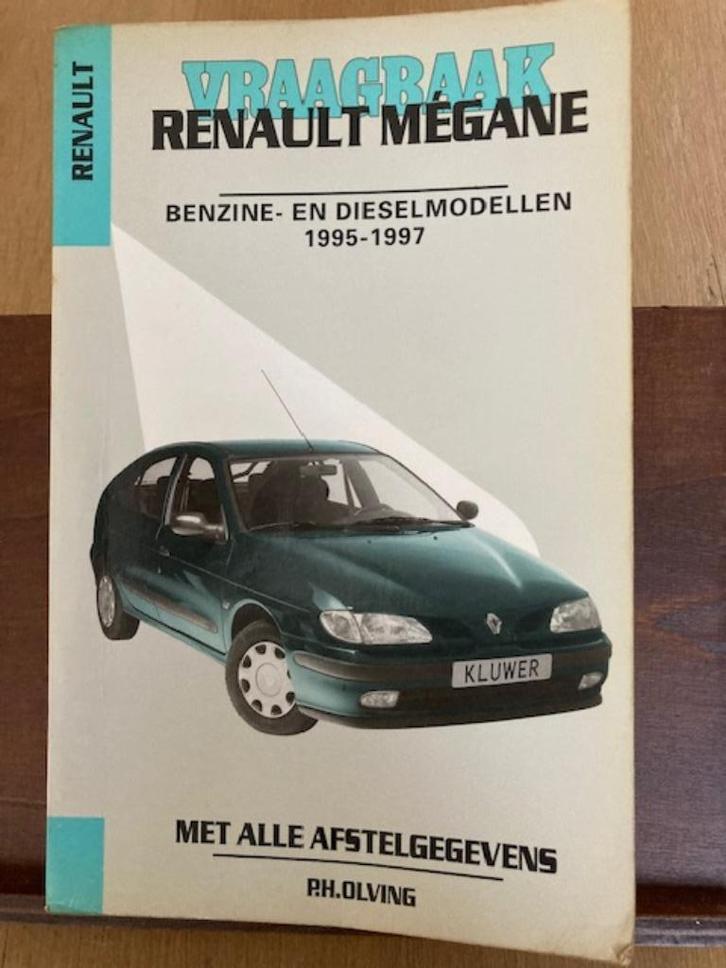 RENAULT
VRAAGBAAK
RENAULT MÉGANE
BENZINE- EN DIESELMODELLEN
1995-1997
KLUWER
MET ALLE AFSTELGEGEVENS
P.H.OLVING